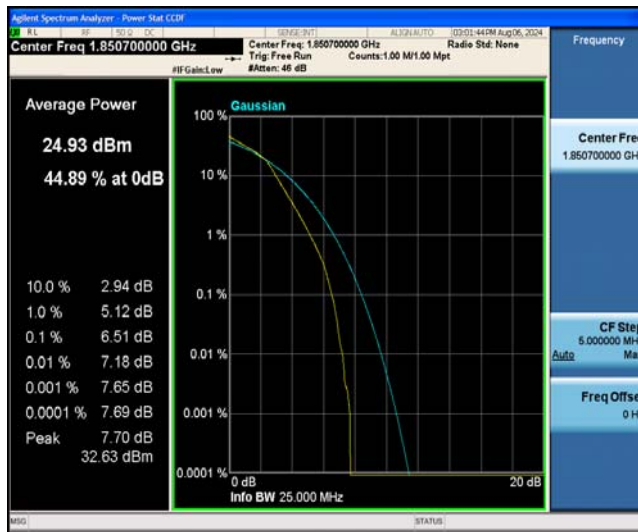 Agilent Spectrum Analyzer - Power Stat CCDF
RL RF 50 Ω DC SENSE:INT ALIGN AUTO 03:01:44 PM Aug 06, 2024
Center Freq 1.850700000 GHz
Center Freq: 1.850700000 GHz Radio Std: None
Trig: Free Run Counts:1.00 M/1.00 Mpt
#IFGain:Low #Atten: 46 dB
Frequency
Average Power
24.93 dBm
44.89 % at 0dB
10.0 % 2.94 dB
1.0 % 5.12 dB
0.1 % 6.51 dB
0.01 % 7.18 dB
0.001 % 7.65 dB
0.0001 % 7.69 dB
Peak 7.70 dB
32.63 dBm
Gaussian
100 %
10 %
1 %
0.1 %
0.01 %
0.001 %
0.0001 %
0 dB 20 dB
Info BW 25.000 MHz
Center Fre
1.850700000 GH
CF Step
5.000000 MH
Auto Ma
Freq Offse
0 H
MSG STATUS